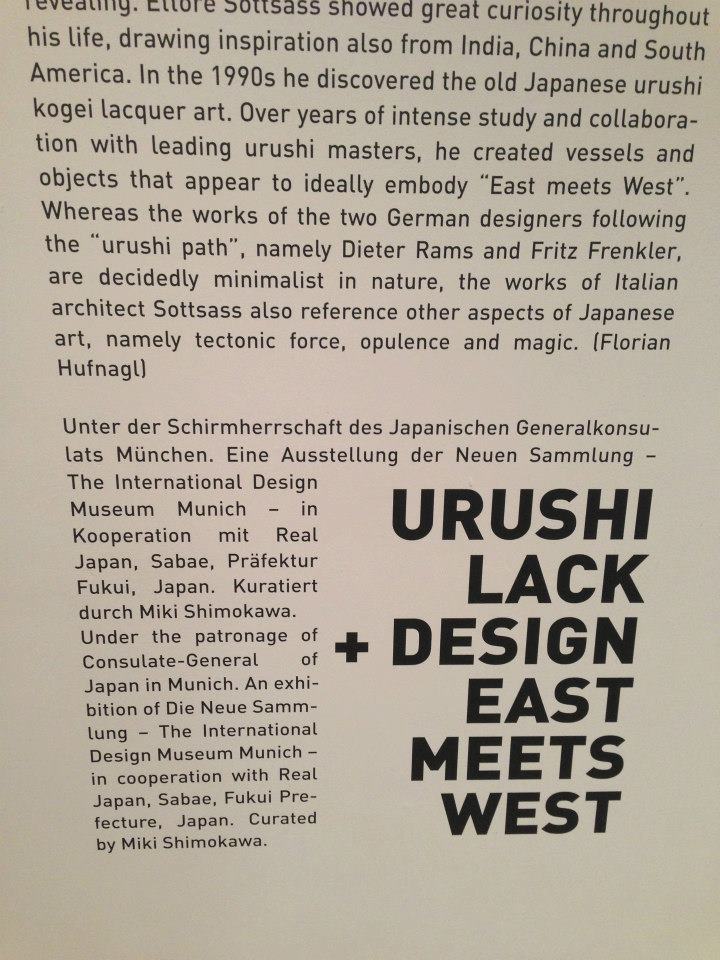 revealing. Ettore Sottsass showed great curiosity throughout
his life, drawing inspiration also from India, China and South
America. In the 1990s he discovered the old Japanese urushi
kogei lacquer art. Over years of intense study and collabora-
tion with leading urushi masters, he created vessels and
objects that appear to ideally embody “East meets West”.
Whereas the works of the two German designers following
the “urushi path”, namely Dieter Rams and Fritz Frenkler,
are decidedly minimalist in nature, the works of Italian
architect Sottsass also reference other aspects of Japanese
art, namely tectonic force, opulence and magic. (Florian
Hufnagl)
Unter der Schirmherrschaft des Japanischen Generalkonsu-
lats München. Eine Ausstellung der Neuen Sammlung –
The International Design
Museum Munich – in
Kooperation mit Real
Japan, Sabae, Präfektur
Fukui, Japan. Kuratiert
durch Miki Shimokawa.
Under the patronage of
Consulate-General of
Japan in Munich. An exhi-
bition of Die Neue Samm-
lung – The International
Design Museum Munich –
in cooperation with Real
Japan, Sabae, Fukui Pre-
fecture, Japan. Curated
by Miki Shimokawa.
URUSHI
LACK
+ DESIGN
EAST
MEETS
WEST